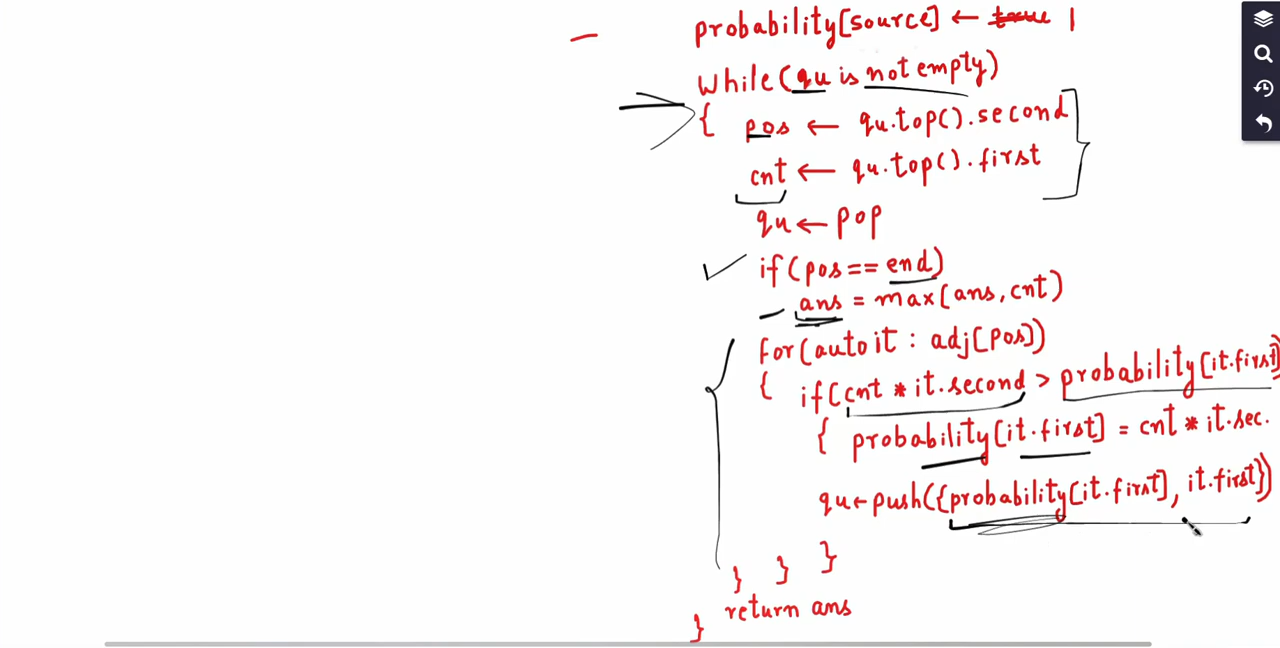 probability[source] ← true 1
While(qu is not empty)
{ pos ← qu.top().second
cnt ← qu.top().first
qu ← pop
if(pos == end)
ans = max(ans, cnt)
for(auto it : adj[pos])
{ if(cnt * it.second > probability[it.first]
{ probability[it.first] = cnt * it.sec.
qu ← push({probability[it.first], it.first})
} } }
return ans
}